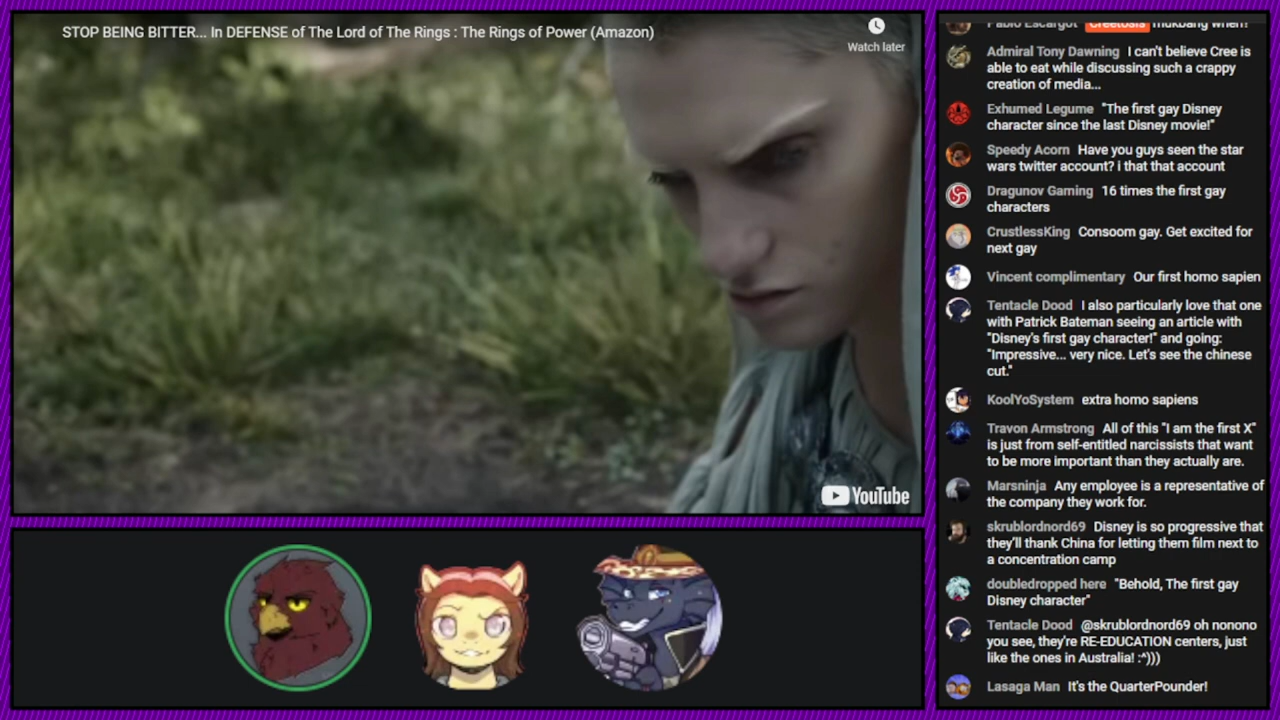 STOP BEING BITTER... In DEFENSE of The Lord of The Rings : The Rings of Power (Amazon)
Watch later
YouTube
Pablo Escargot Creetosis mukbang when?
Admiral Tony Dawning I can't believe Cree is
able to eat while discussing such a crappy
creation of media...
Exhumed Legume "The first gay Disney
character since the last Disney movie!"
Speedy Acorn Have you guys seen the star
wars twitter account? i that that account
Dragunov Gaming 16 times the first gay
characters
CrustlessKing Consoom gay. Get excited for
next gay
Vincent complimentary Our first homo sapien
Tentacle Dood I also particularly love that one
with Patrick Bateman seeing an article with
"Disney's first gay character!" and going:
"Impressive... very nice. Let's see the chinese
cut."
KoolYoSystem extra homo sapiens
Travon Armstrong All of this "I am the first X"
is just from self-entitled narcissists that want
to be more important than they actually are.
Marsninja Any employee is a representative of
the company they work for.
skrublordnord69 Disney is so progressive that
they'll thank China for letting them film next to
a concentration camp
doubledropped here "Behold, The first gay
Disney character"
Tentacle Dood @skrublordnord69 oh nonono
you see, they're RE-EDUCATION centers, just
like the ones in Australia! :^)))
Lasaga Man It's the QuarterPounder!